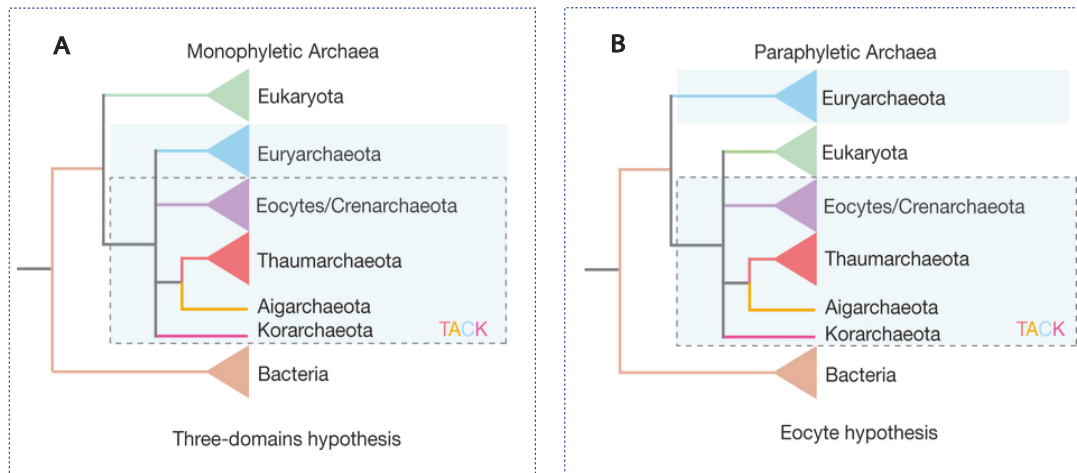 A
Monophyletic Archaea
Eukaryota
Euryarchaeota
Eocytes/Crenarchaeota
Thaumarchaeota
Aigarchaeota
Korarchaeota
TACK
Bacteria
Three-domains hypothesis
B
Paraphyletic Archaea
Euryarchaeota
Eukaryota
Eocytes/Crenarchaeota
Thaumarchaeota
Aigarchaeota
Korarchaeota
TACK
Bacteria
Eocyte hypothesis